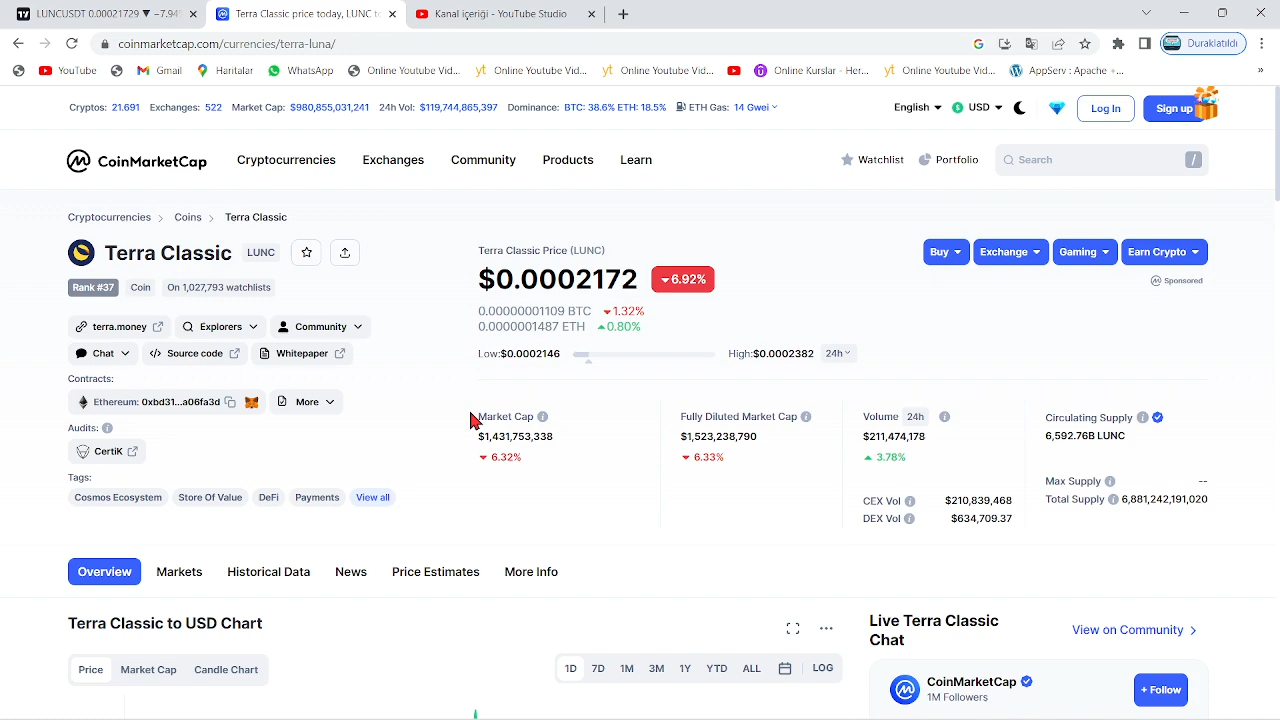 LUNCUSDT 0.00021729 ▼ −7.94
Terra Classic price today, LUNC to
Kanal içeriği - YouTube Studio
coinmarketcap.com/currencies/terra-luna/
Duraklatıldı
YouTube
Gmail
Haritalar
WhatsApp
Online Youtube Vid...
Online Youtube Vid...
Online Youtube Vid...
Online Kurslar - Her...
Online Youtube Vid...
AppServ : Apache +...
»
Cryptos: 21.691 Exchanges: 522 Market Cap: $980,855,031,241 24h Vol: $119,744,865,397 Dominance: BTC: 38.6% ETH: 18.5% ETH Gas: 14 Gwei
English USD Log In Sign up
CoinMarketCap Cryptocurrencies Exchanges Community Products Learn Watchlist Portfolio Search /
Cryptocurrencies > Coins > Terra Classic
Terra Classic LUNC
Rank #37 Coin On 1,027,793 watchlists
terra.money Explorers Community
Chat Source code Whitepaper
Contracts:
Ethereum: 0xbd31...a06fa3d More
Audits:
CertiK
Tags:
Cosmos Ecosystem Store Of Value DeFi Payments View all
Terra Classic Price (LUNC)
$0.0002172 6.92%
0.00000001109 BTC 1.32%
0.0000001487 ETH 0.80%
Low:$0.0002146 High:$0.0002382 24h
Buy Exchange Gaming Earn Crypto
Sponsored
Market Cap
$1,431,753,338
6.32%
Fully Diluted Market Cap
$1,523,238,790
6.33%
Volume 24h
$211,474,178
3.78%
CEX Vol $210,839,468
DEX Vol $634,709.37
Circulating Supply
6,592.76B LUNC
Max Supply --
Total Supply 6,881,242,191,020
Overview Markets Historical Data News Price Estimates More Info
Terra Classic to USD Chart
Price Market Cap Candle Chart
1D 7D 1M 3M 1Y YTD ALL LOG
Live Terra Classic
Chat
View on Community >
CoinMarketCap
1M Followers
+ Follow